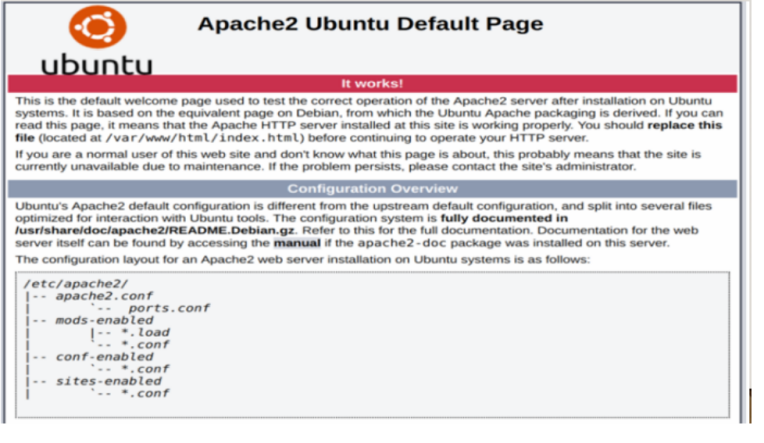 Apache2 Ubuntu Default Page
ubuntu
It works!
This is the default welcome page used to test the correct operation of the Apache2 server after installation on Ubuntu
systems. It is based on the equivalent page on Debian, from which the Ubuntu Apache packaging is derived. If you can
read this page, it means that the Apache HTTP server installed at this site is working properly. You should replace this
file (located at /var/www/html/index.html) before continuing to operate your HTTP server.
If you are a normal user of this web site and don't know what this page is about, this probably means that the site is
currently unavailable due to maintenance. If the problem persists, please contact the site's administrator.
Configuration Overview
Ubuntu's Apache2 default configuration is different from the upstream default configuration, and split into several files
optimized for interaction with Ubuntu tools. The configuration system is fully documented in
/usr/share/doc/apache2/README.Debian.gz. Refer to this for the full documentation. Documentation for the web
server itself can be found by accessing the manual if the apache2-doc package was installed on this server.
The configuration layout for an Apache2 web server installation on Ubuntu systems is as follows:
/etc/apache2/
|-- apache2.conf
|       `--  ports.conf
|-- mods-enabled
|       |-- *.load
|       `-- *.conf
|-- conf-enabled
|       `-- *.conf
|-- sites-enabled
|       `-- *.conf